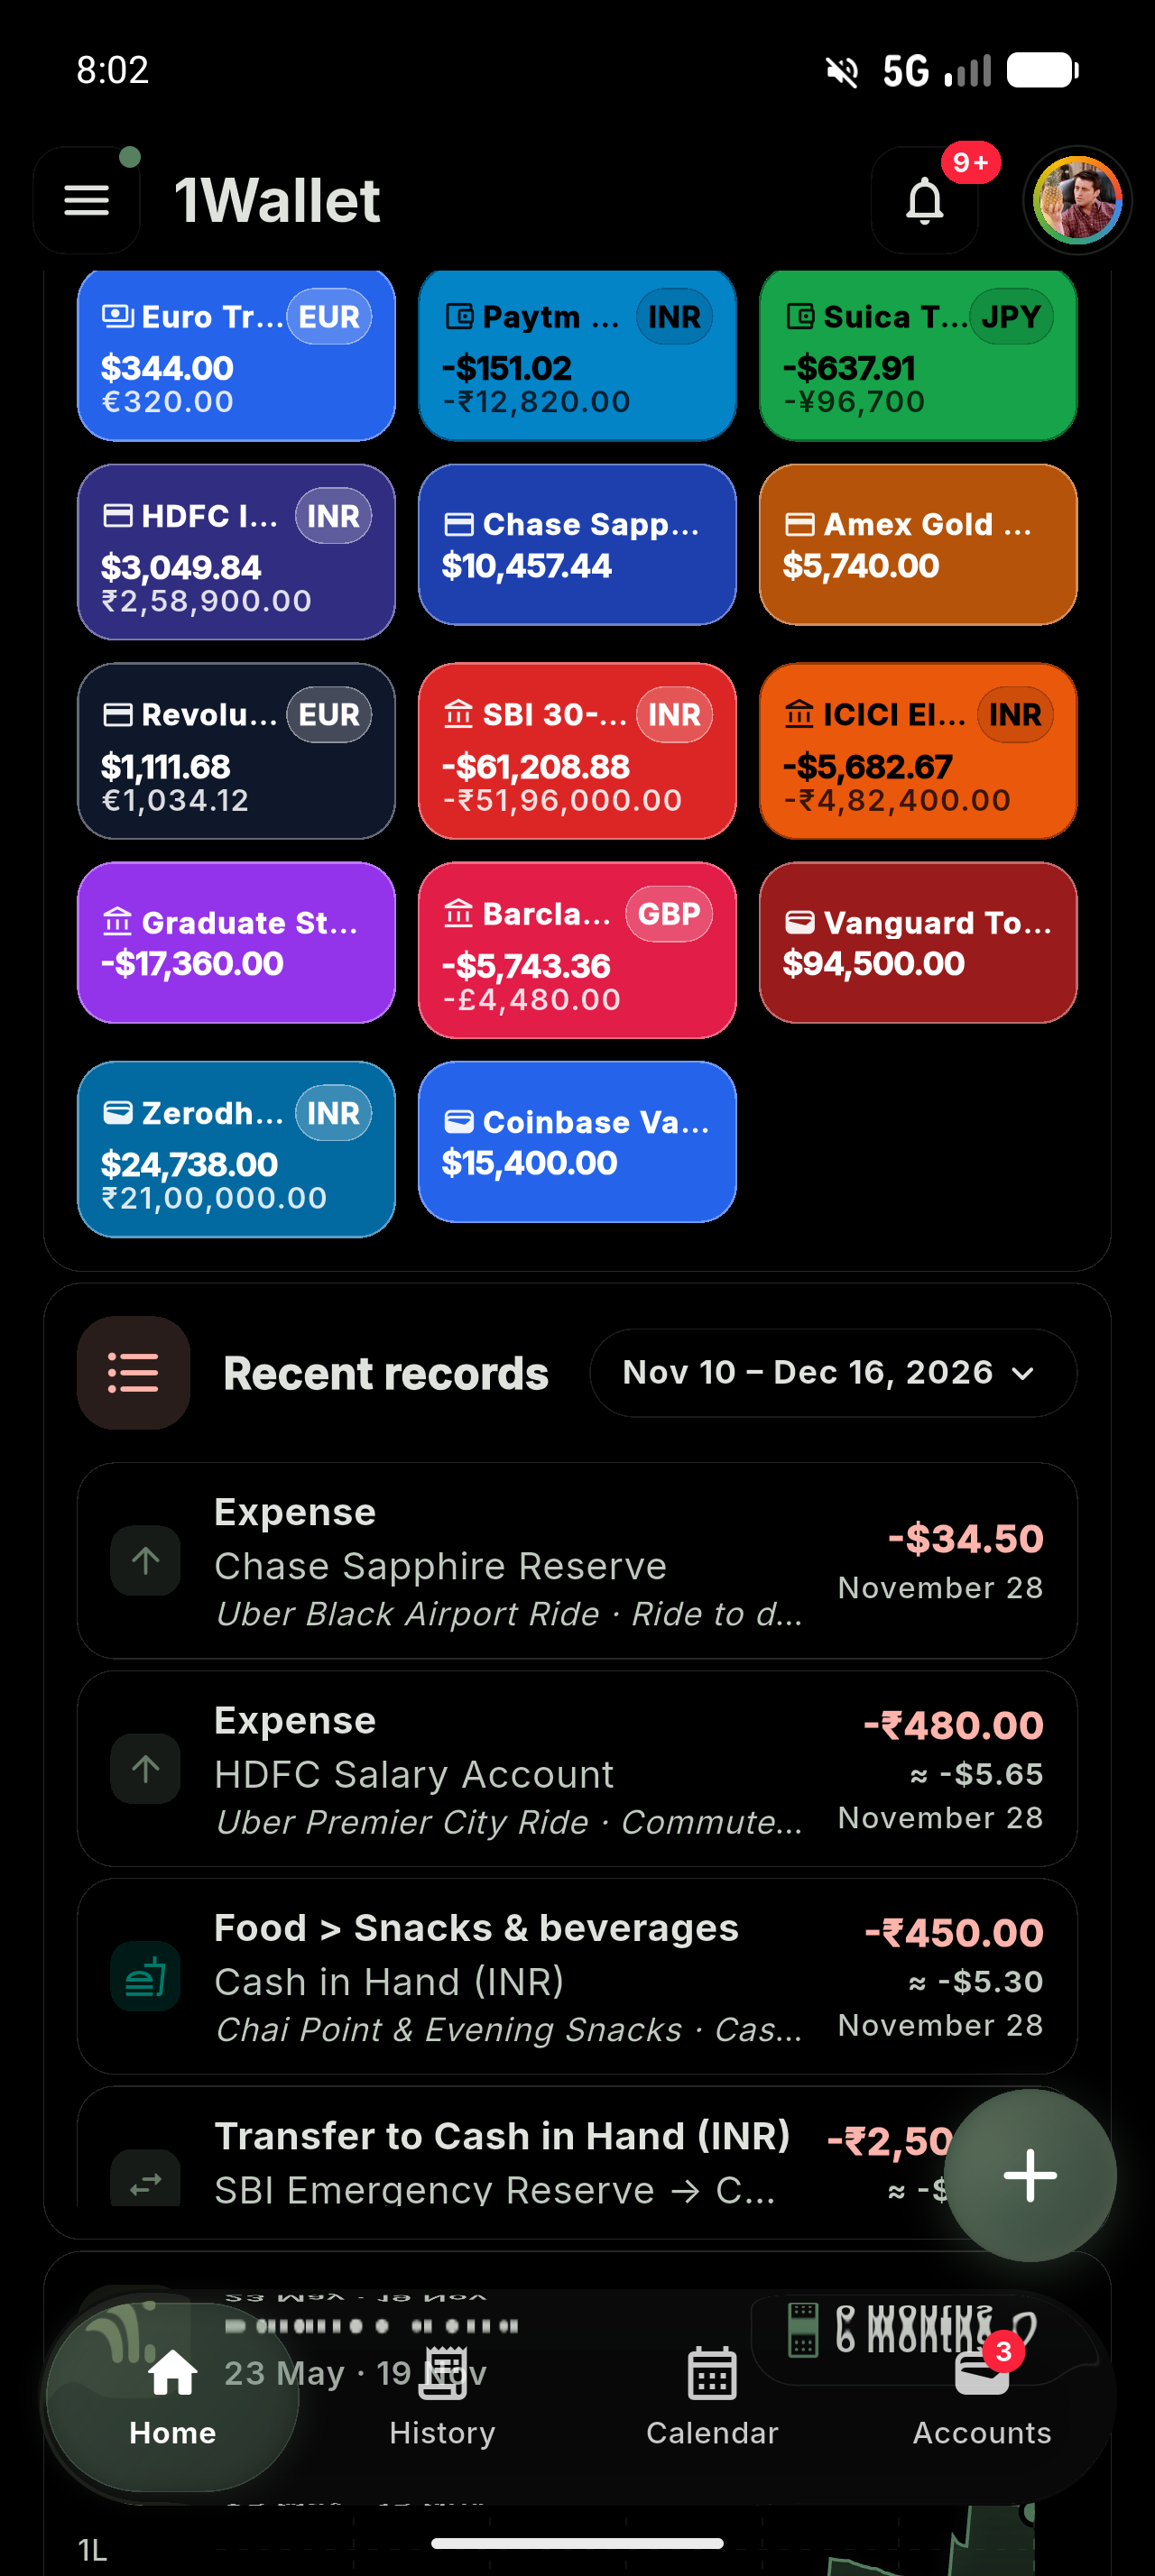 8:02
5G
1Wallet
9+
Euro Tr... EUR
$344.00
€320.00
Paytm ... INR
-$151.02
-₹12,820.00
Suica T... JPY
-$637.91
-¥96,700
HDFC I... INR
$3,049.84
₹2,58,900.00
Chase Sapp...
$10,457.44
Amex Gold ...
$5,740.00
Revolu... EUR
$1,111.68
€1,034.12
SBI 30-... INR
-$61,208.88
-₹51,96,000.00
ICICI El... INR
-$5,682.67
-₹4,82,400.00
Graduate St...
-$17,360.00
Barcla... GBP
-$5,743.36
-£4,480.00
Vanguard To...
$94,500.00
Zerodh... INR
$24,738.00
₹21,00,000.00
Coinbase Va...
$15,400.00
Recent records
Nov 10 – Dec 16, 2026
Expense
Chase Sapphire Reserve
Uber Black Airport Ride · Ride to d...
-$34.50
November 28
Expense
HDFC Salary Account
Uber Premier City Ride · Commute...
-₹480.00
≈ -$5.65
November 28
Food > Snacks & beverages
Cash in Hand (INR)
Chai Point & Evening Snacks · Cas...
-₹450.00
≈ -$5.30
November 28
Transfer to Cash in Hand (INR)
SBI Emergency Reserve → C...
-₹2,50
≈ -$
23 May · 19 Nov
6 months
3
Home
History
Calendar
Accounts
1L